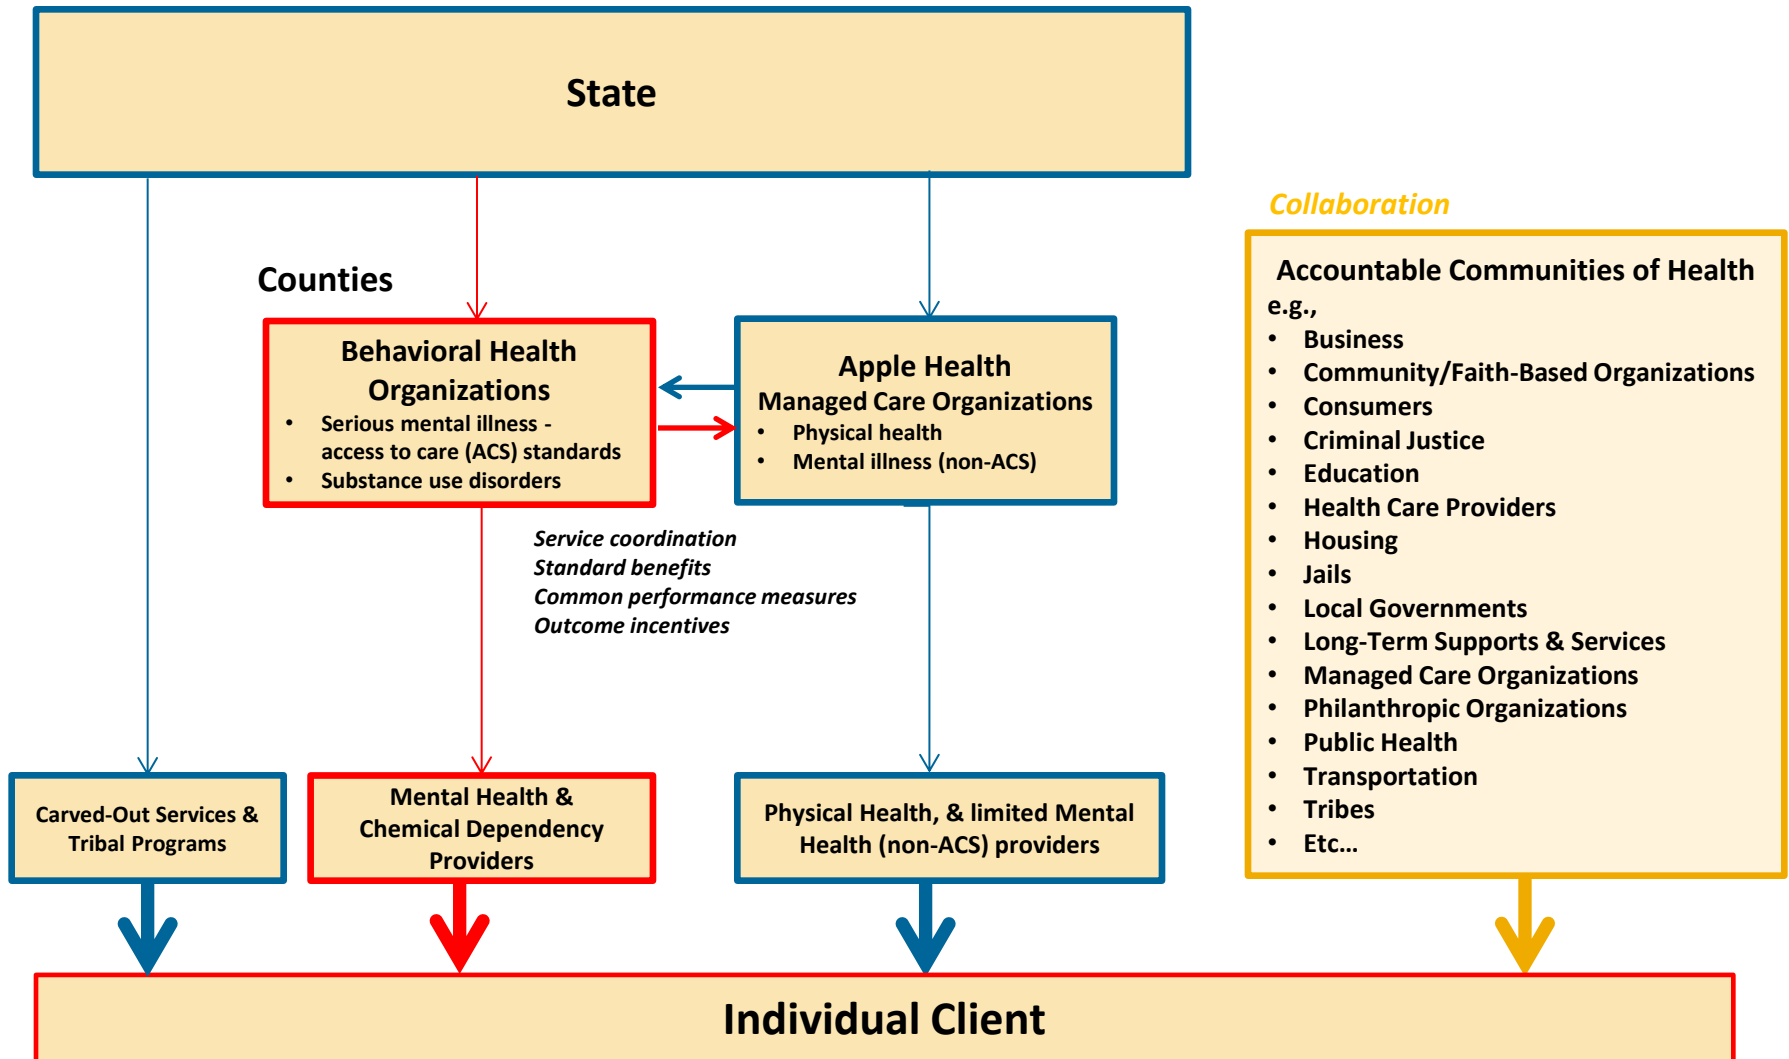 State
Collaboration
Counties
Behavioral Health
Organizations
• Serious mental illness -
access to care (ACS) standards
• Substance use disorders
Apple Health
Managed Care Organizations
• Physical health
• Mental illness (non-ACS)
Accountable Communities of Health
e.g.,
• Business
• Community/Faith-Based Organizations
• Consumers
• Criminal Justice
• Education
• Health Care Providers
• Housing
• Jails
• Local Governments
• Long-Term Supports & Services
• Managed Care Organizations
• Philanthropic Organizations
• Public Health
• Transportation
• Tribes
• Etc…
Service coordination
Standard benefits
Common performance measures
Outcome incentives
Carved-Out Services &
Tribal Programs
Mental Health &
Chemical Dependency
Providers
Physical Health, & limited Mental
Health (non-ACS) providers
Individual Client